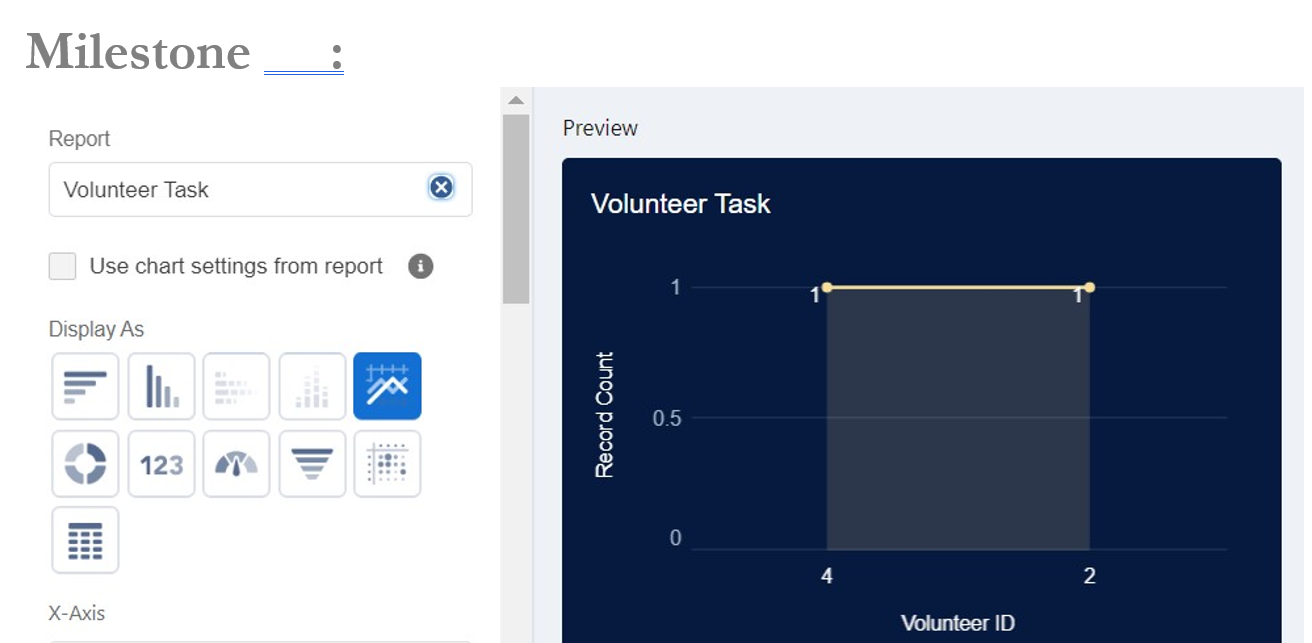 Milestone ___:
Report
Volunteer Task
Use chart settings from report
Display As
123
X-Axis
Preview
Volunteer Task
1
1
1
0.5
0
Record Count
4
2
Volunteer ID